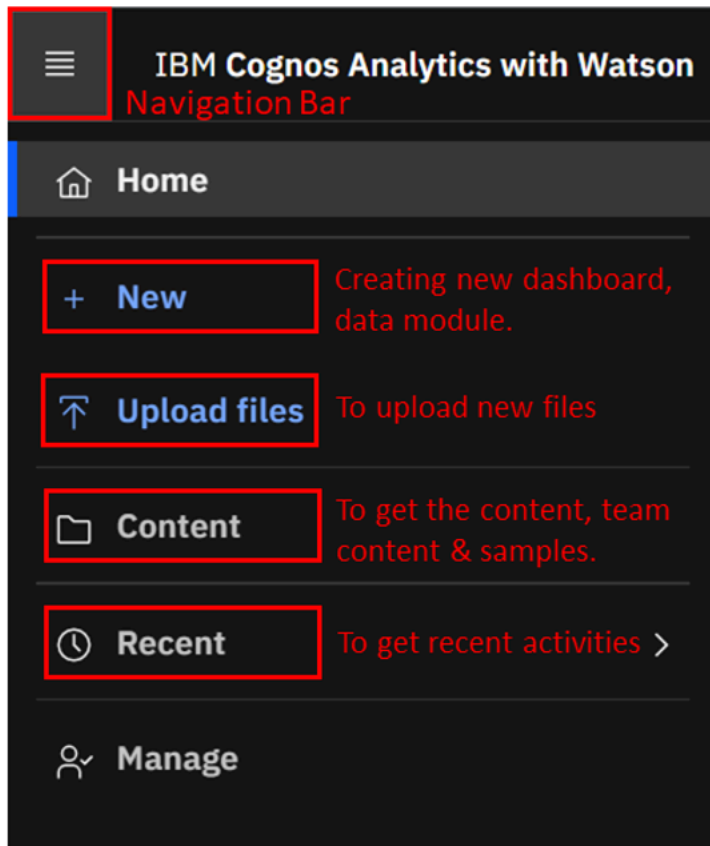 IBM Cognos Analytics with Watson
Navigation Bar
Home
New
Creating new dashboard,
data module.
Upload files
To upload new files
Content
To get the content, team
content & samples.
Recent
To get recent activities
Manage